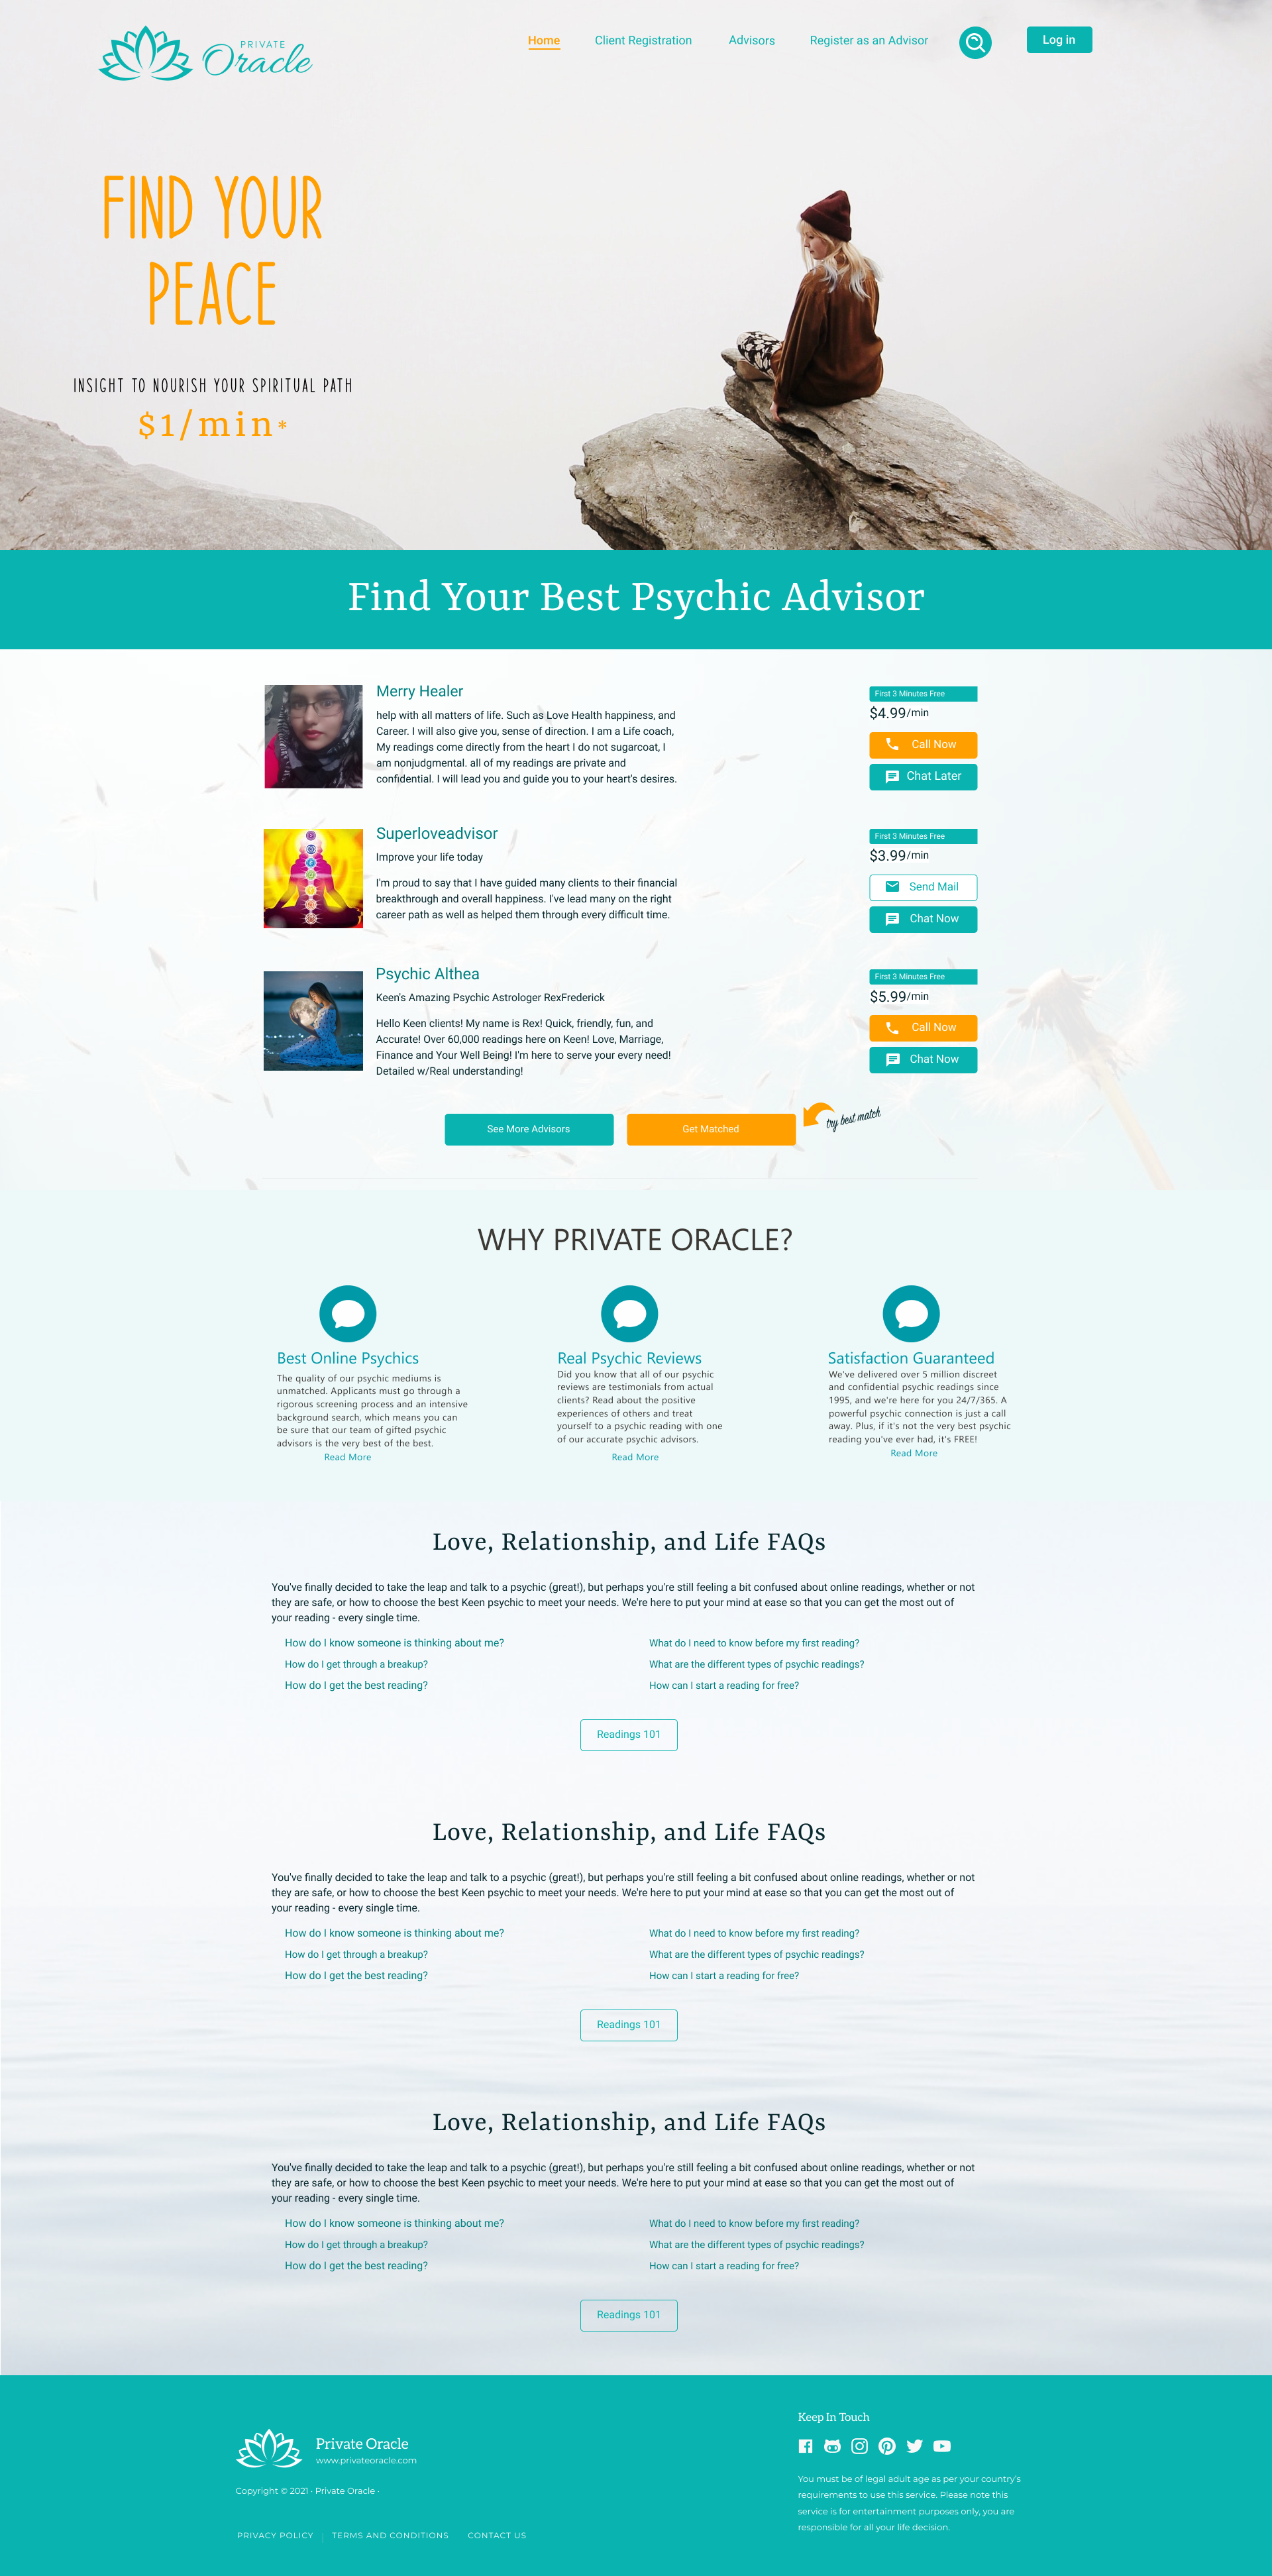 PRIVATE
Oracle
Home
Client Registration
Advisors
Register as an Advisor
Log in
FIND YOUR
PEACE
INSIGHT TO NOURISH YOUR SPIRITUAL PATH
$1/min*
Find Your Best Psychic Advisor
Merry Healer
help with all matters of life. Such as Love Health happiness, and
Career. I will also give you, sense of direction. I am a Life coach,
My readings come directly from the heart I do not sugarcoat, I
am nonjudgmental. all of my readings are private and
confidential. I will lead you and guide you to your heart's desires.
First 3 Minutes Free
$4.99/min
Call Now
Chat Later
Superloveadvisor
Improve your life today
I'm proud to say that I have guided many clients to their financial
breakthrough and overall happiness. I've lead many on the right
career path as well as helped them through every difficult time.
First 3 Minutes Free
$3.99/min
Send Mail
Chat Now
Psychic Althea
Keen's Amazing Psychic Astrologer RexFrederick
Hello Keen clients! My name is Rex! Quick, friendly, fun, and
Accurate! Over 60,000 readings here on Keen! Love, Marriage,
Finance and Your Well Being! I'm here to serve your every need!
Detailed w/Real understanding!
First 3 Minutes Free
$5.99/min
Call Now
Chat Now
See More Advisors
Get Matched
try best match
WHY PRIVATE ORACLE?
Best Online Psychics
The quality of our psychic mediums is
unmatched. Applicants must go through a
rigorous screening process and an intensive
background search, which means you can
be sure that our team of gifted psychic
advisors is the very best of the best.
Read More
Real Psychic Reviews
Did you know that all of our psychic
reviews are testimonials from actual
clients? Read about the positive
experiences of others and treat
yourself to a psychic reading with one
of our accurate psychic advisors.
Read More
Satisfaction Guaranteed
We've delivered over 5 million discreet
and confidential psychic readings since
1995, and we're here for you 24/7/365. A
powerful psychic connection is just a call
away. Plus, if it's not the very best psychic
reading you've ever had, it's FREE!
Read More
Love, Relationship, and Life FAQs
You've finally decided to take the leap and talk to a psychic (great!), but perhaps you're still feeling a bit confused about online readings, whether or not
they are safe, or how to choose the best Keen psychic to meet your needs. We're here to put your mind at ease so that you can get the most out of
your reading - every single time.
How do I know someone is thinking about me?
What do I need to know before my first reading?
How do I get through a breakup?
What are the different types of psychic readings?
How do I get the best reading?
How can I start a reading for free?
Readings 101
Love, Relationship, and Life FAQs
You've finally decided to take the leap and talk to a psychic (great!), but perhaps you're still feeling a bit confused about online readings, whether or not
they are safe, or how to choose the best Keen psychic to meet your needs. We're here to put your mind at ease so that you can get the most out of
your reading - every single time.
How do I know someone is thinking about me?
What do I need to know before my first reading?
How do I get through a breakup?
What are the different types of psychic readings?
How do I get the best reading?
How can I start a reading for free?
Readings 101
Love, Relationship, and Life FAQs
You've finally decided to take the leap and talk to a psychic (great!), but perhaps you're still feeling a bit confused about online readings, whether or not
they are safe, or how to choose the best Keen psychic to meet your needs. We're here to put your mind at ease so that you can get the most out of
your reading - every single time.
How do I know someone is thinking about me?
What do I need to know before my first reading?
How do I get through a breakup?
What are the different types of psychic readings?
How do I get the best reading?
How can I start a reading for free?
Readings 101
Private Oracle
www.privateoracle.com
Copyright © 2021 · Private Oracle ·
PRIVACY POLICY | TERMS AND CONDITIONS
CONTACT US
Keep In Touch
You must be of legal adult age as per your country's
requirements to use this service. Please note this
service is for entertainment purposes only, you are
responsible for all your life decision.